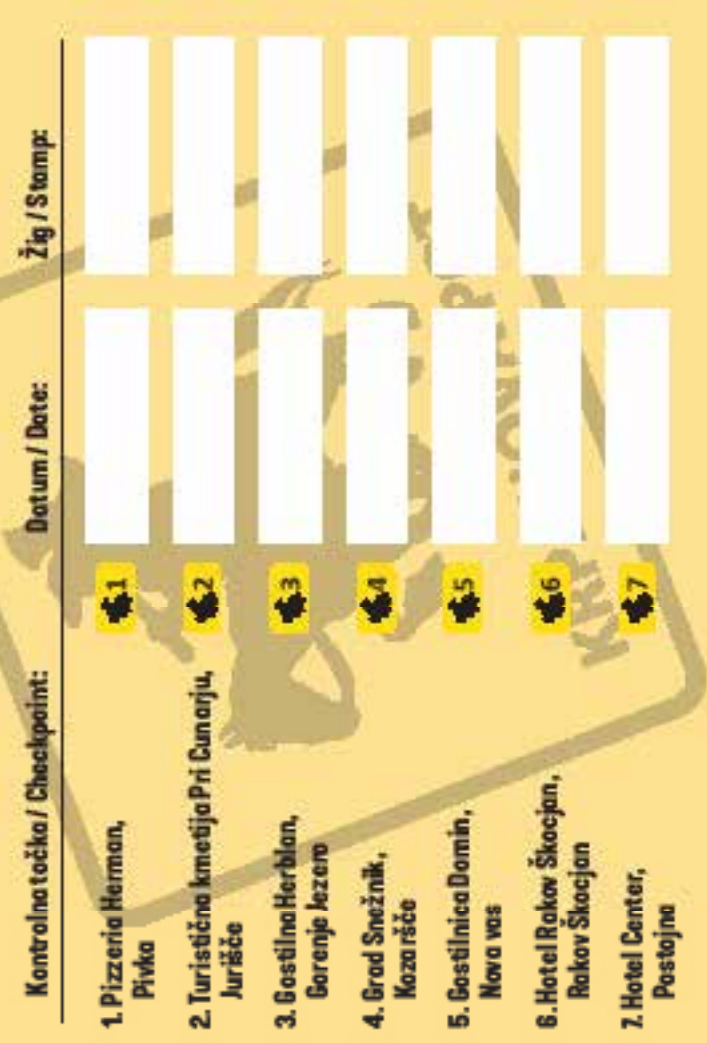 Kontrolna točka / Checkpoint: Datum / Date: Žig / Stamp:
1. Pizzeria Herman,
Pivka
1
2. Turistična kmetija Pri Cunarju,
Jurišče
2
3. Gostilna Herblan,
Gorenje Jezero
3
4. Grad Snežnik,
Kozaršče
4
5. Gostilnica Domin,
Nova vas
5
6. Hotel Rakov Škocjan,
Rakov Škocjan
6
7. Hotel Center,
Postojna
7